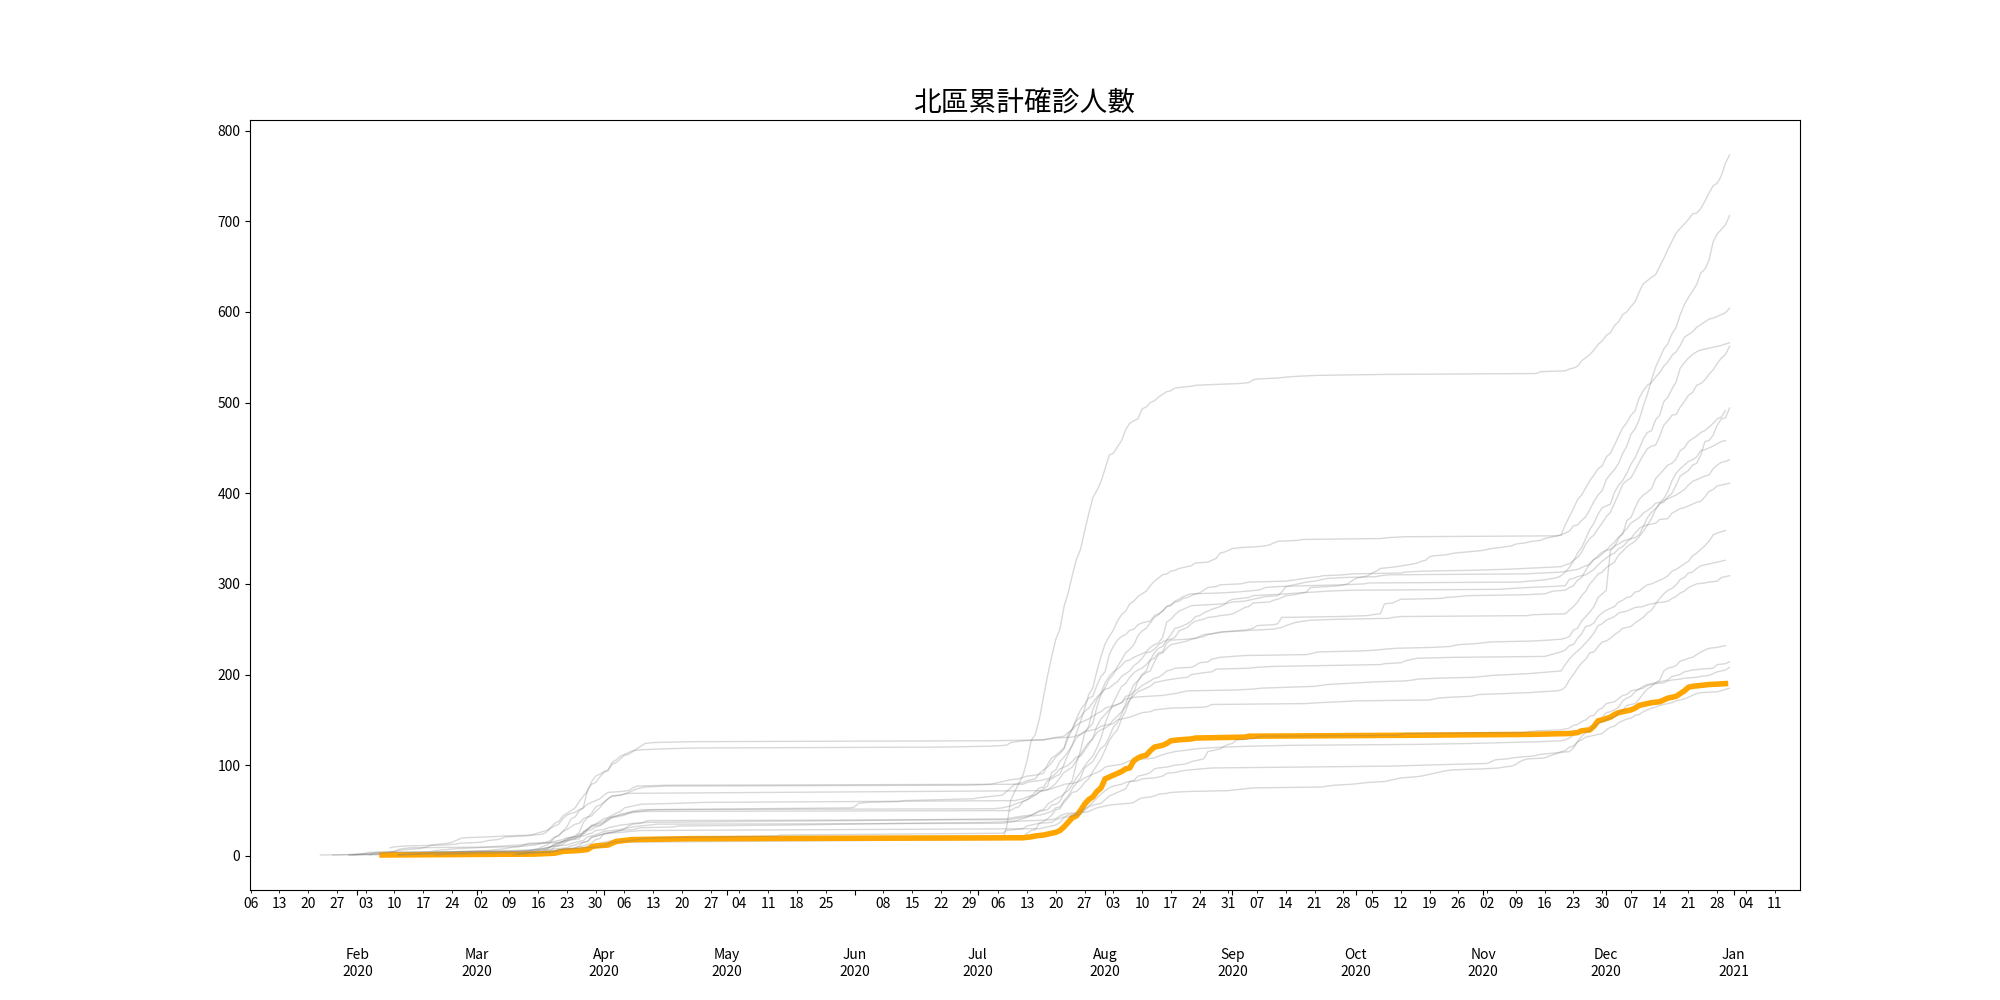 北區累計確診人數
800
700
600
500
400
300
200
100
0
06 13 20 27 03 10 17 24 02 09 16 23 30 06 13 20 27 04 11 18 25 08 15 22 29 06 13 20 27 03 10 17 24 31 07 14 21 28 05 12 19 26 02 09 16 23 30 07 14 21 28 04 11
Feb Mar Apr May Jun Jul Aug Sep Oct Nov Dec Jan
2020 2020 2020 2020 2020 2020 2020 2020 2020 2020 2020 2021